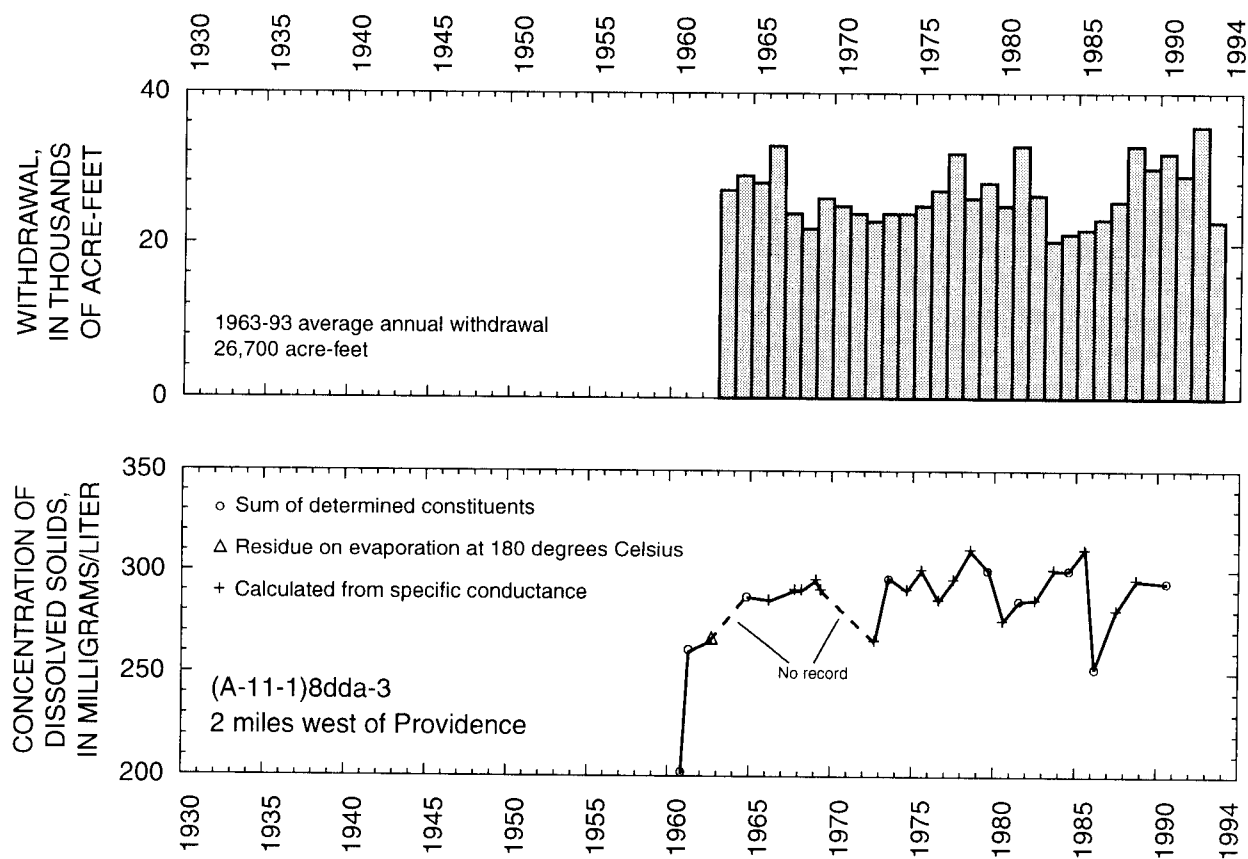 1930 1935 1940 1945 1950 1955 1960 1965 1970 1975 1980 1985 1990 1994
WITHDRAWAL,
IN THOUSANDS
OF ACRE-FEET
40
20
0
1963-93 average annual withdrawal
26,700 acre-feet
CONCENTRATION OF
DISSOLVED SOLIDS,
IN MILLIGRAMS/LITER
350
300
250
200
Sum of determined constituents
Residue on evaporation at 180 degrees Celsius
Calculated from specific conductance
No record
(A-11-1)8dda-3
2 miles west of Providence
1930 1935 1940 1945 1950 1955 1960 1965 1970 1975 1980 1985 1990 1994